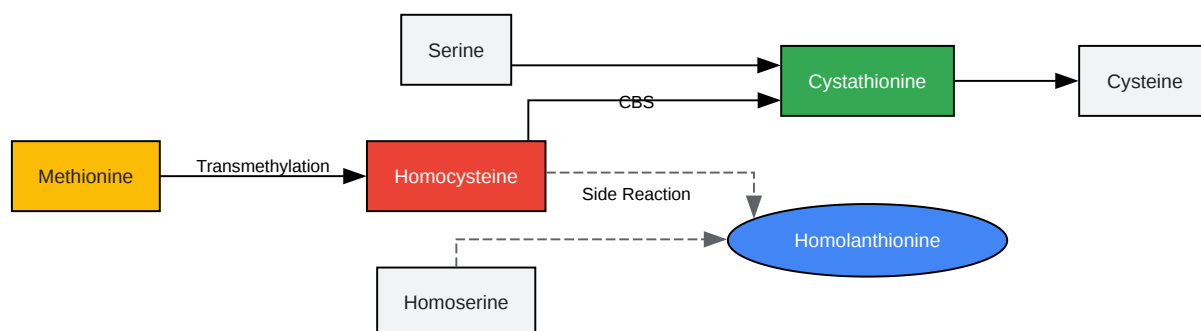 Serine
Cystathionine
Cysteine
CBS
Methionine
Transmethylation
Homocysteine
Side Reaction
Homolanthionine
Homoserine